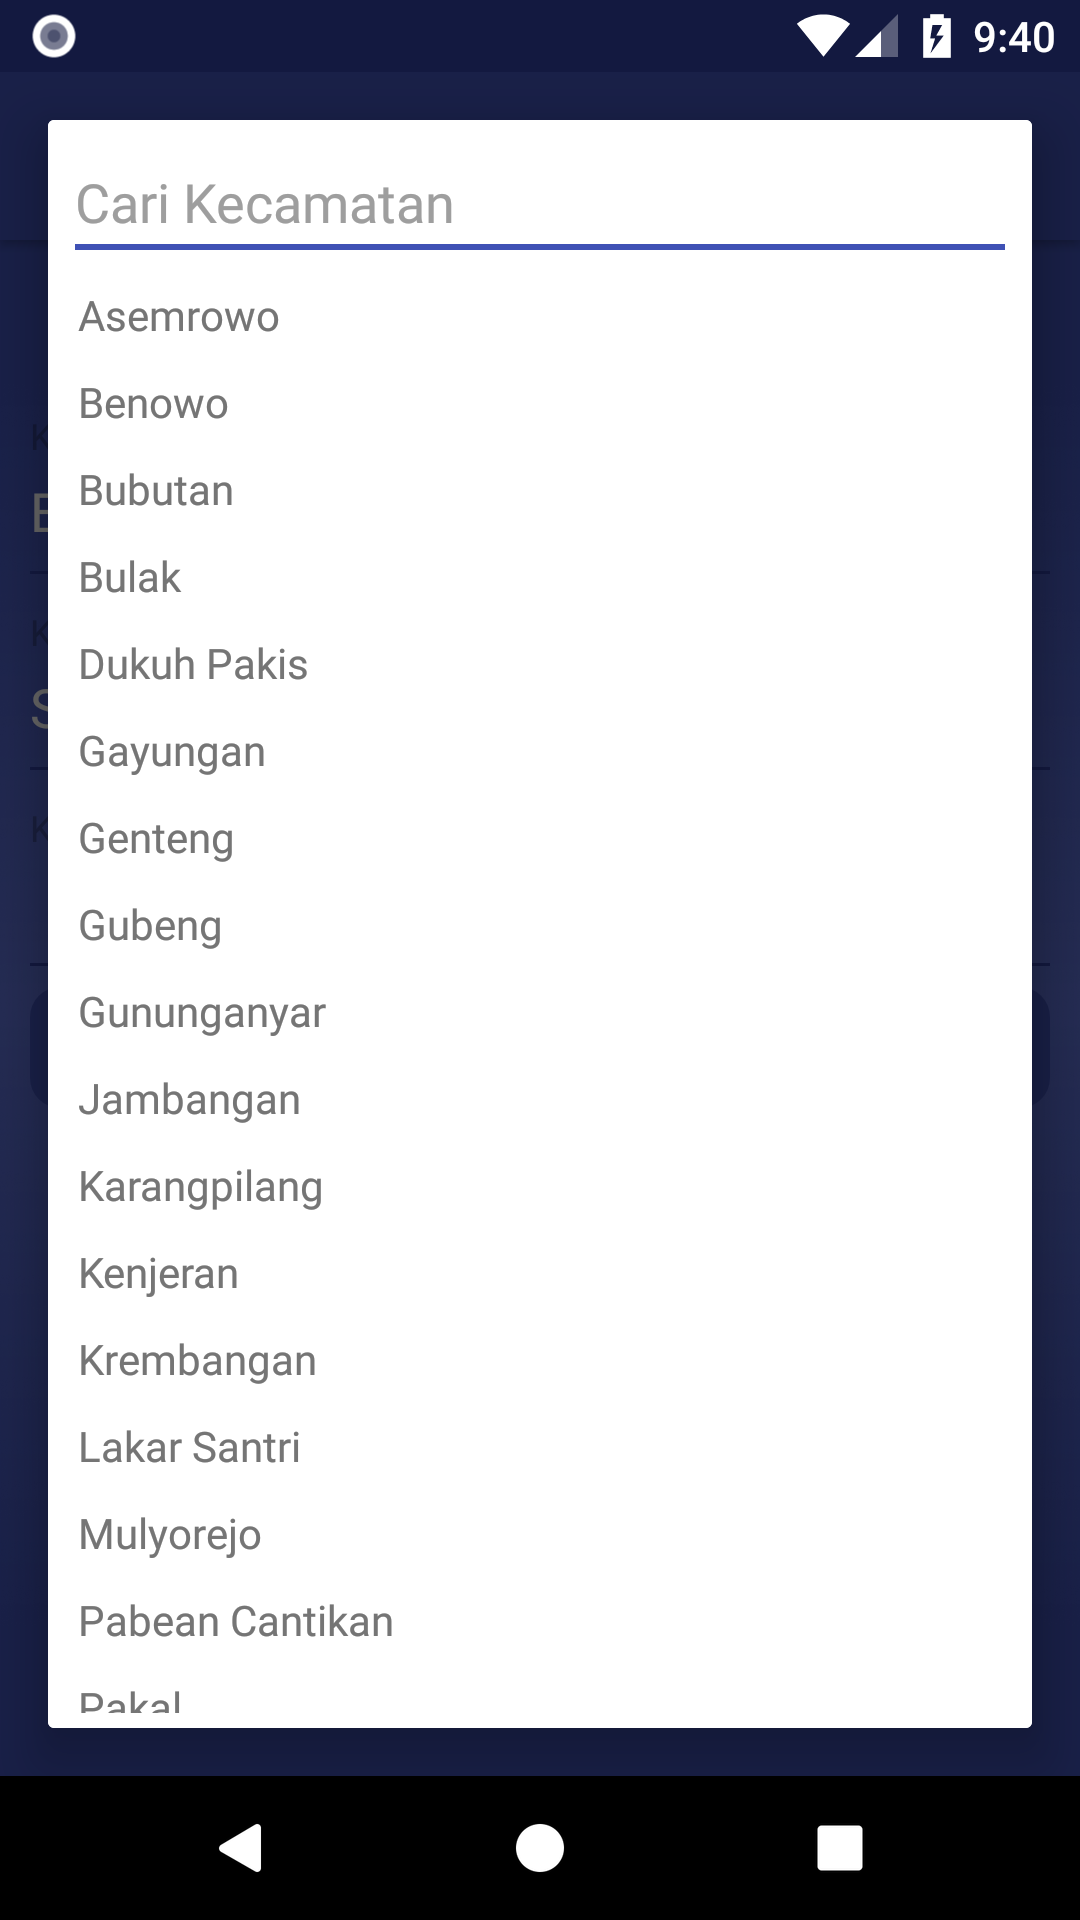 9:40
Cari Kecamatan
Asemrowo
Benowo
Bubutan
Bulak
Dukuh Pakis
Gayungan
Genteng
Gubeng
Gununganyar
Jambangan
Karangpilang
Kenjeran
Krembangan
Lakar Santri
Mulyorejo
Pabean Cantikan
Pakal